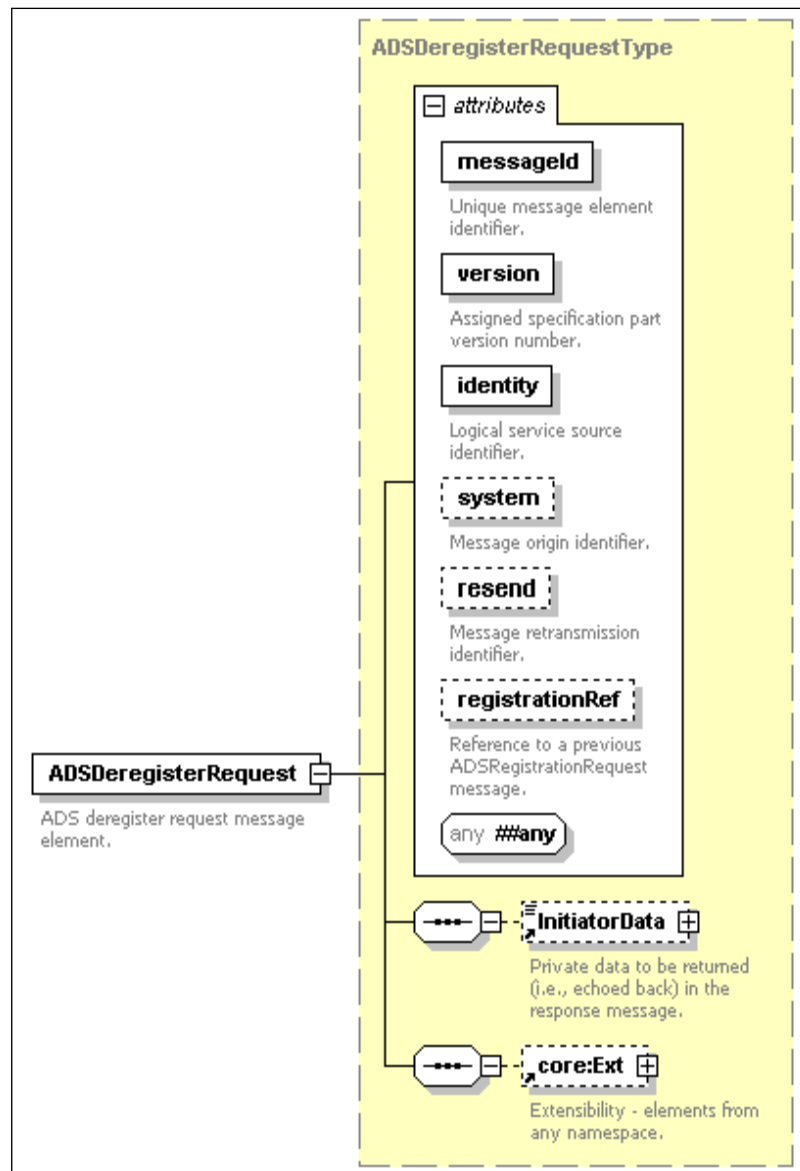 ADSDeregisterRequestType
attributes
messageId
Unique message element
identifier.
version
Assigned specification part
version number.
identity
Logical service source
identifier.
system
Message origin identifier.
resend
Message retransmission
identifier.
registrationRef
Reference to a previous
ADSRegistrationRequest
message.
any ##any
ADSDeregisterRequest
ADS deregister request message
element.
InitiatorData
Private data to be returned
(i.e., echoed back) in the
response message.
core:Ext
Extensibility - elements from
any namespace.